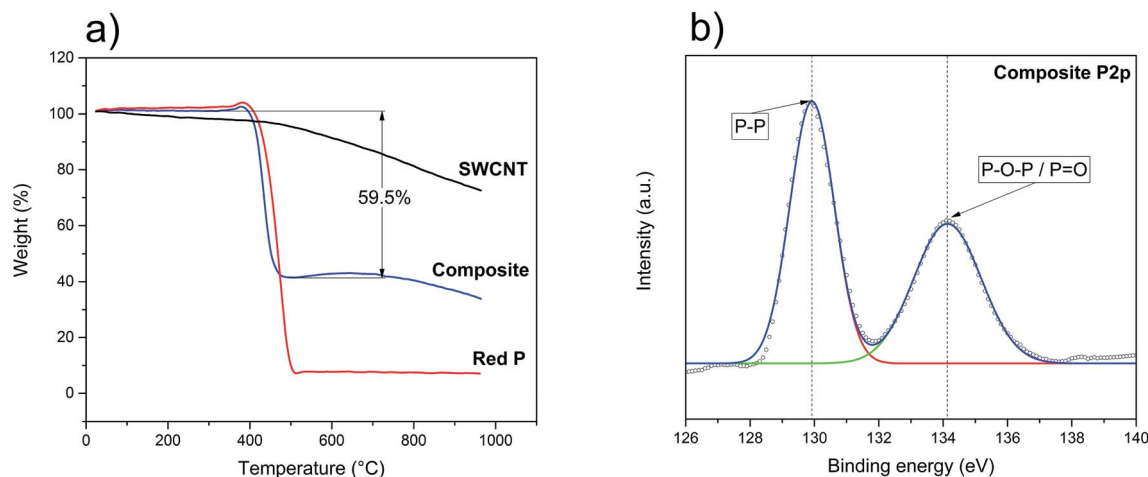 a)
120
100
80
60
40
20
0
Weight (%)
0 200 400 600 800 1000
Temperature (°C)
SWCNT
59.5%
Composite
Red P
b)
Composite P2p
P-P
P-O-P / P=O
Intensity (a.u.)
126 128 130 132 134 136 138 140
Binding energy (eV)